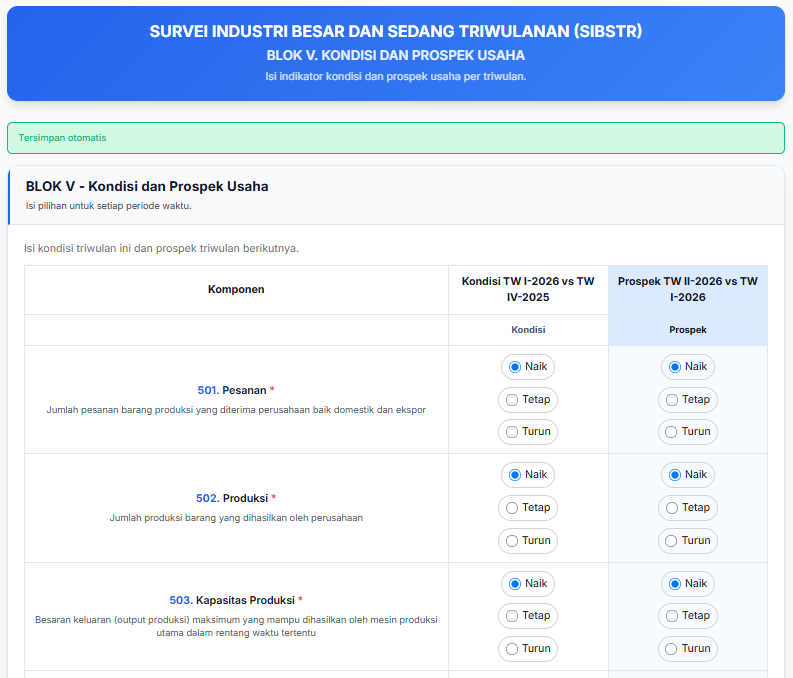 SURVEI INDUSTRI BESAR DAN SEDANG TRIWULANAN (SIBSTR)
BLOK V. KONDISI DAN PROSPEK USAHA
Isi indikator kondisi dan prospek usaha per triwulan.
Tersimpan otomatis
BLOK V - Kondisi dan Prospek Usaha
Isi pilihan untuk setiap periode waktu.
Isi kondisi triwulan ini dan prospek triwulan berikutnya.
Komponen
Kondisi TW I-2026 vs TW
IV-2025
Prospek TW II-2026 vs TW
I-2026
Kondisi
Prospek
501. Pesanan *
Jumlah pesanan barang produksi yang diterima perusahaan baik domestik dan ekspor
Naik
Tetap
Turun
Naik
Tetap
Turun
502. Produksi *
Jumlah produksi barang yang dihasilkan oleh perusahaan
Naik
Tetap
Turun
Naik
Tetap
Turun
503. Kapasitas Produksi *
Besaran keluaran (output produksi) maksimum yang mampu dihasilkan oleh mesin produksi
utama dalam rentang waktu tertentu
Naik
Tetap
Turun
Naik
Tetap
Turun